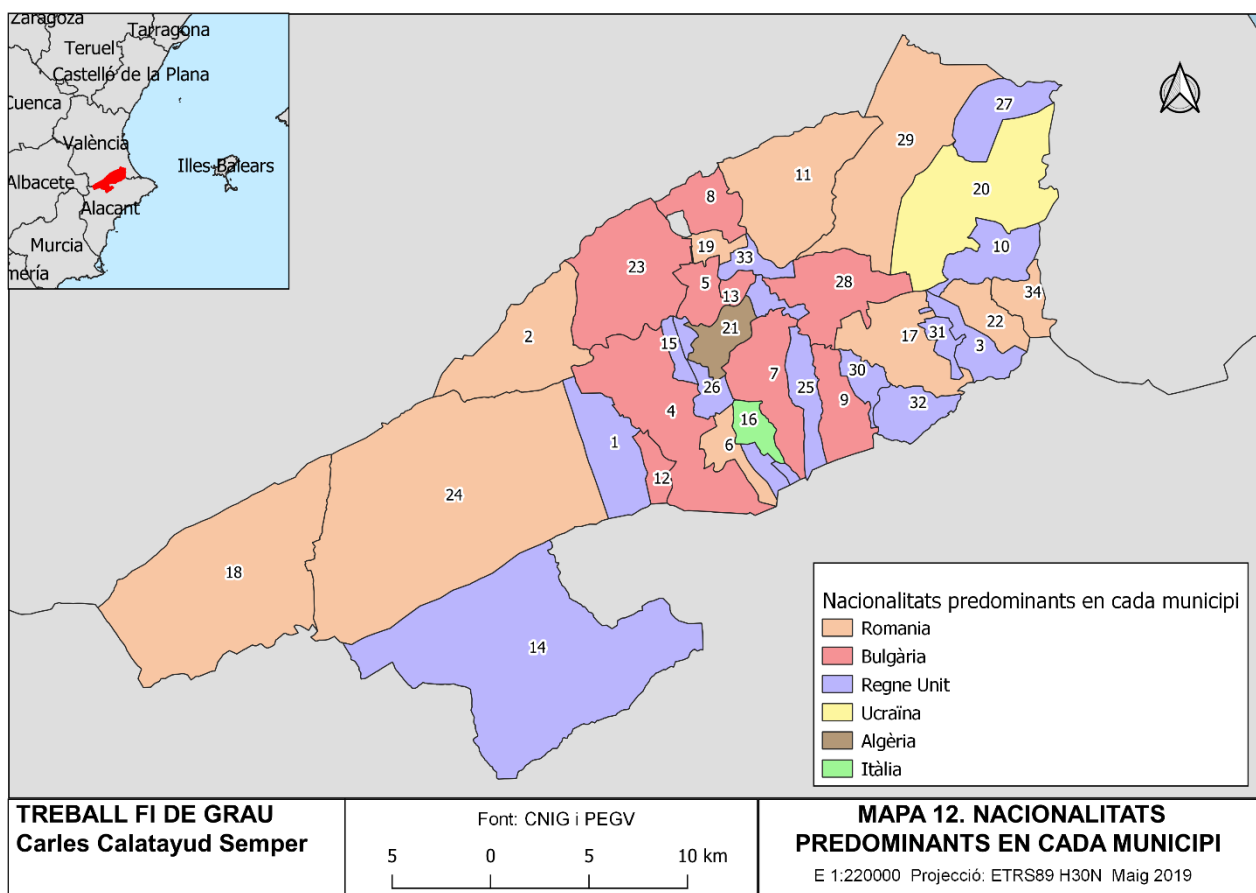 Zaragoza
Tarragona
Teruel
Castelló de la Plana
Cuenca
València
Illes Balears
Albacete
Alacant
Murcia
mería
27
29
11
20
8
10
19
33
23
5
34
28
13
22
21
17
31
2
3
15
30
7
25
26
9
32
4
16
1
6
12
24
18
14
Nacionalitats predominants en cada municipi
Romania
Bulgària
Regne Unit
Ucraïna
Algèria
Itàlia
TREBALL FI DE GRAU
Carles Calatayud Semper
Font: CNIG i PEGV
5 0 5 10 km
MAPA 12. NACIONALITATS
PREDOMINANTS EN CADA MUNICIPI
E 1:220000 Projecció: ETRS89 H30N Maig 2019